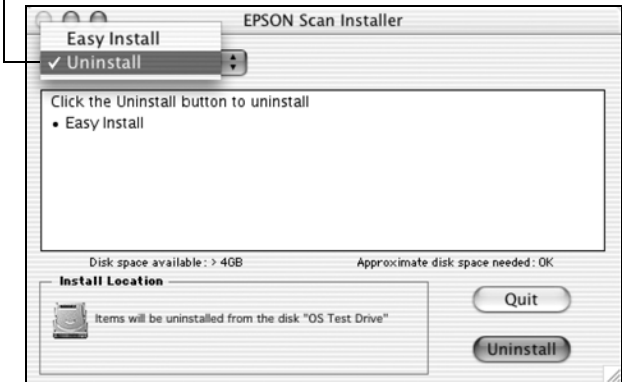 EPSON Scan Installer
Easy Install
✓ Uninstall
Click the Uninstall button to uninstall
• Easy Install
Disk space available: > 4GB
Approximate disk space needed: OK
Install Location
Items will be uninstalled from the disk "OS Test Drive"
Quit
Uninstall